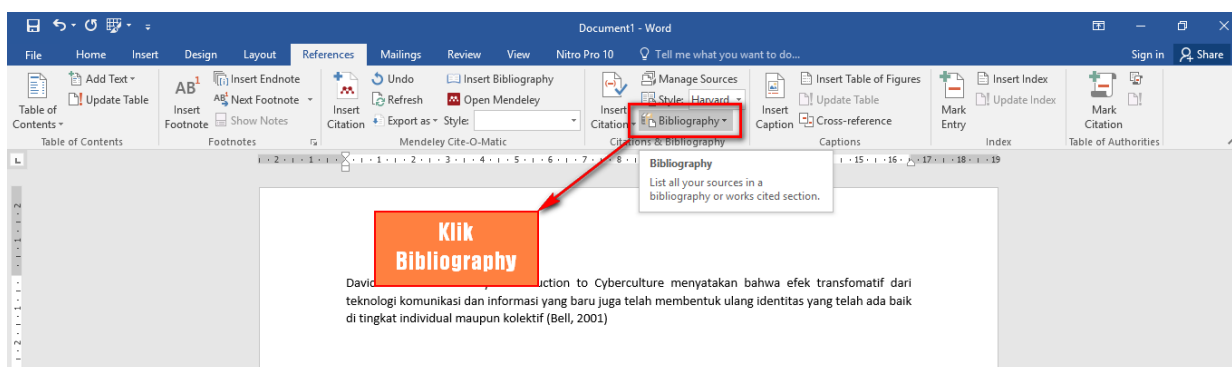 Document1 - Word
File Home Insert Design Layout References Mailings Review View Nitro Pro 10 Tell me what you want to do... Sign in Share
Table of Contents
Add Text
Update Table
Table of Contents
AB1
Insert Footnote
Insert Endnote
Next Footnote
Show Notes
Footnotes
Insert Citation
Undo
Refresh
Export as
Insert Bibliography
Open Mendeley
Style:
Mendeley Cite-O-Matic
Insert Citation
Manage Sources
Style: Harvard
Bibliography
Citations & Bibliography
Insert Caption
Insert Table of Figures
Update Table
Cross-reference
Captions
Mark Entry
Insert Index
Update Index
Index
Mark Citation
Table of Authorities
Bibliography
List all your sources in a
bibliography or works cited section.
Klik
Bibliography
uction to Cyberculture menyatakan bahwa efek transfomatif dari
teknologi komunikasi dan informasi yang baru juga telah membentuk ulang identitas yang telah ada baik
di tingkat individual maupun kolektif (Bell, 2001)